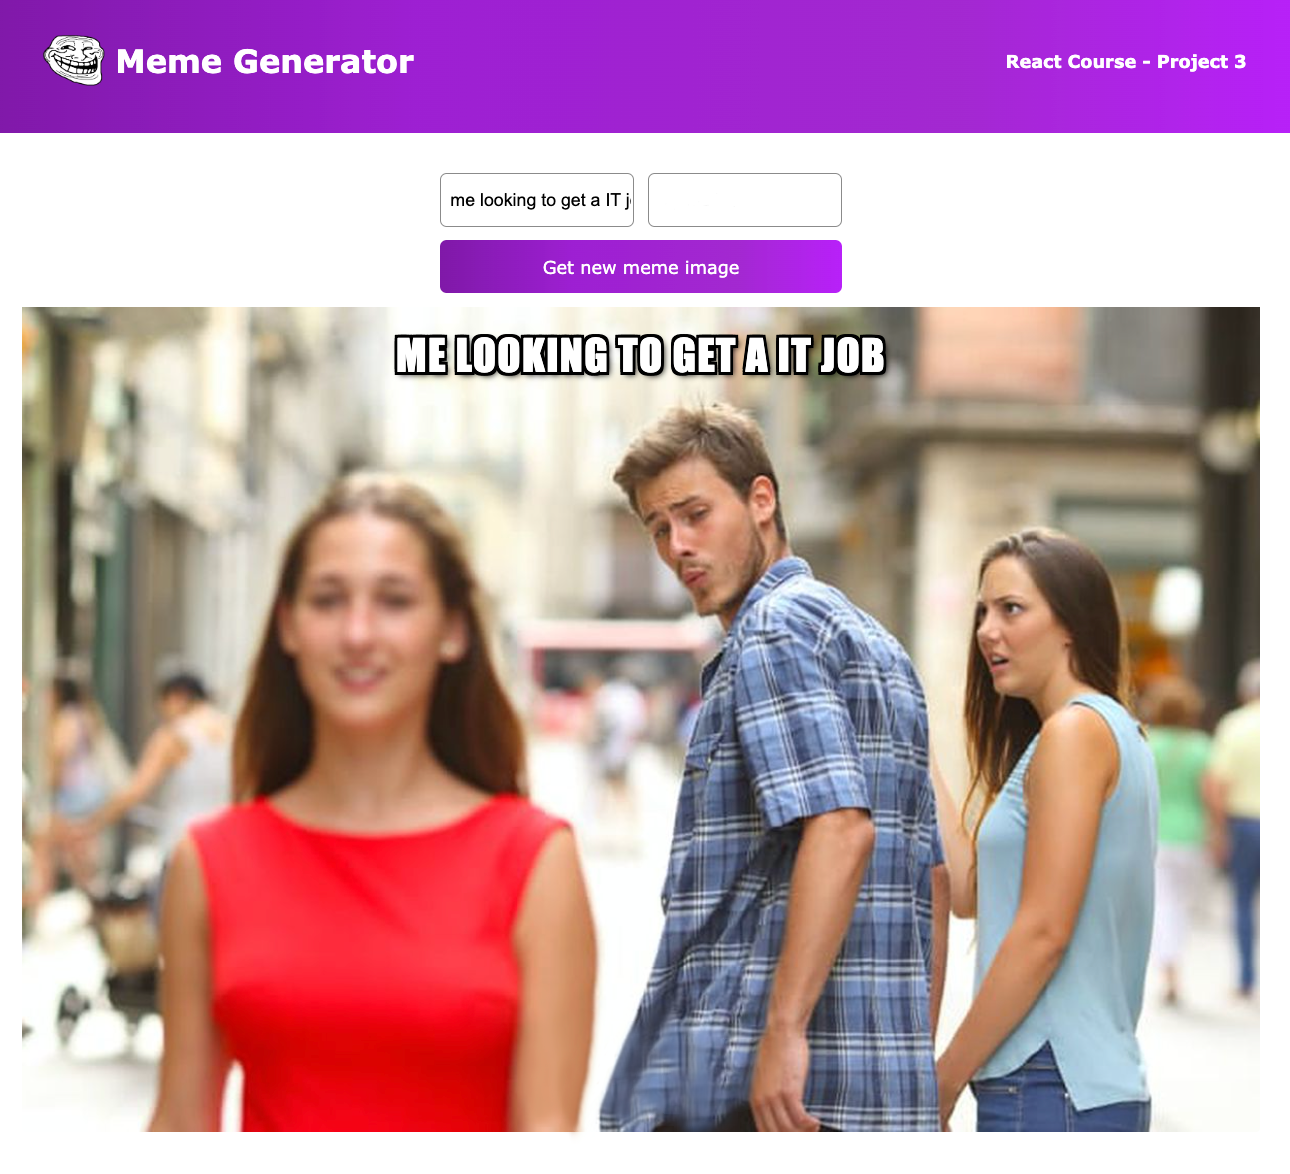 Meme Generator
React Course - Project 3
me looking to get a IT j
Get new meme image
ME LOOKING TO GET A IT JOB